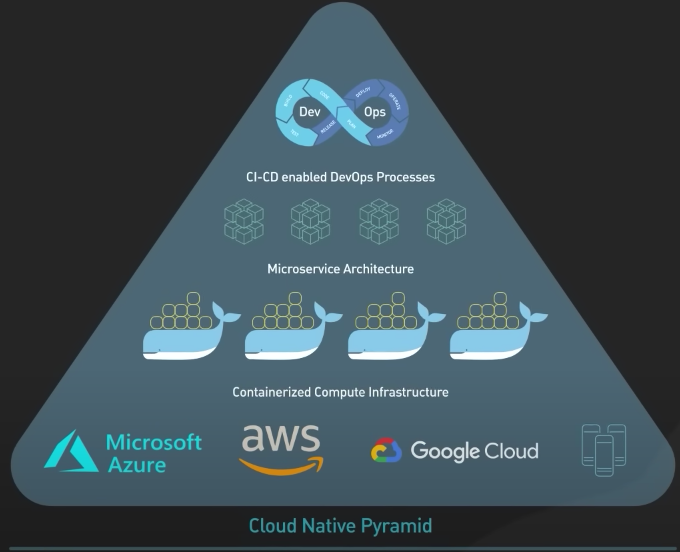 CODE
DEPLOY
BUILD
OPERATE
Dev
Ops
TEST
RELEASE
PLAN
MONITOR
CI-CD enabled DevOps Processes
Microservice Architecture
Containerized Compute Infrastructure
Microsoft
Azure
aws
Google Cloud
Cloud Native Pyramid